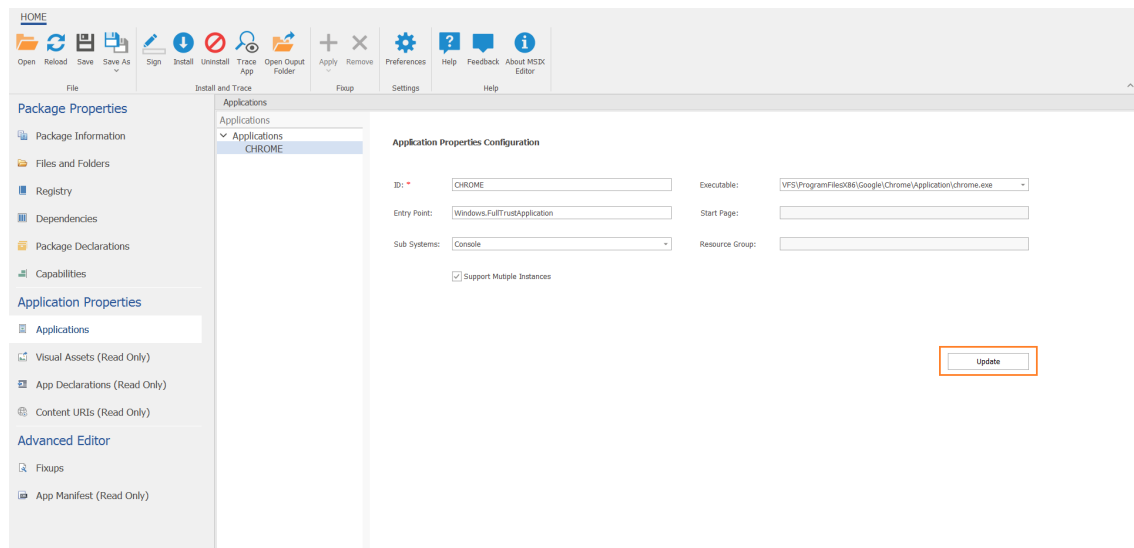 HOME
Open Reload Save Save As Sign Install Uninstall Trace App Open Ouput Folder Apply Remove Preferences Help Feedback About MSIX Editor
File Install and Trace Fixup Settings Help
Package Properties
Package Information
Files and Folders
Registry
Dependencies
Package Declarations
Capabilities
Application Properties
Applications
Visual Assets (Read Only)
App Declarations (Read Only)
Content URIs (Read Only)
Advanced Editor
Fixups
App Manifest (Read Only)
Applications
Applications
Applications
CHROME
Application Properties Configuration
ID: * CHROME Executable: VFS\ProgramFilesX86\Google\Chrome\Application\chrome.exe
Entry Point: Windows.FullTrustApplication Start Page:
Sub Systems: Console Resource Group:
Support Mutiple Instances
Update